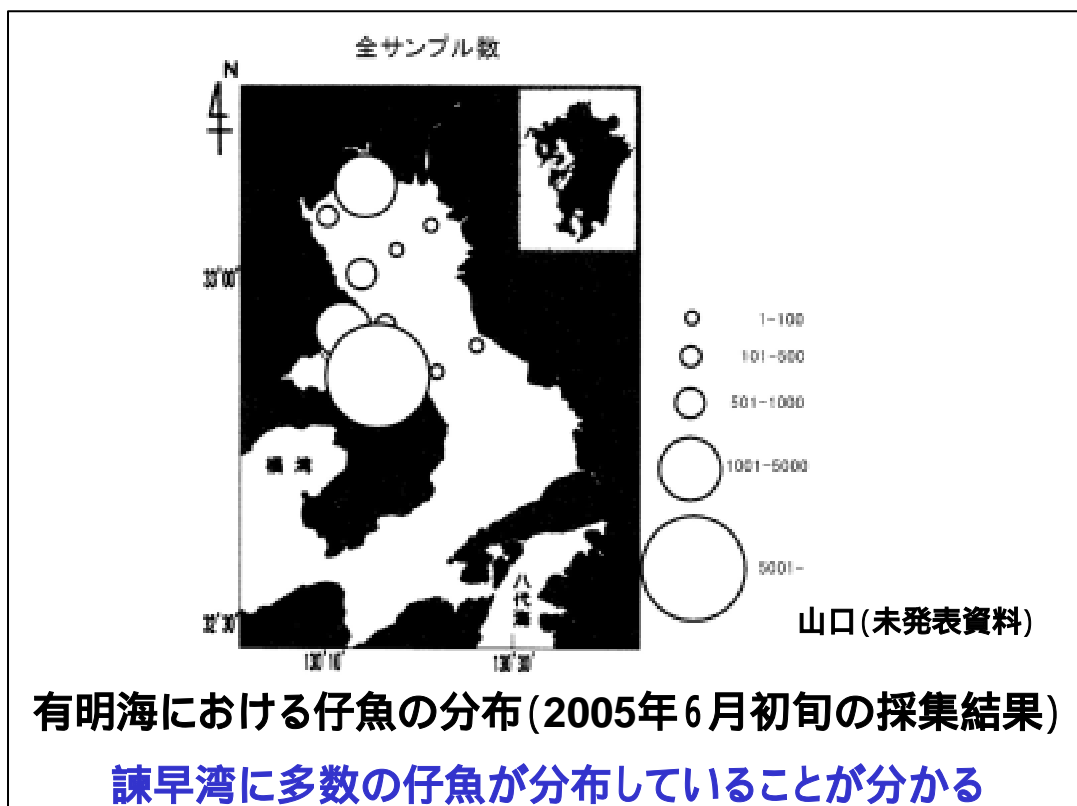 全サンプル数
N
33°00'
1-100
101-500
501-1000
橘湾
1001-5000
八代海
5001-
山口(未発表資料)
32°30'
130°10'
130°30'
有明海における仔魚の分布(2005年6月初旬の採集結果)
諫早湾に多数の仔魚が分布していることが分かる